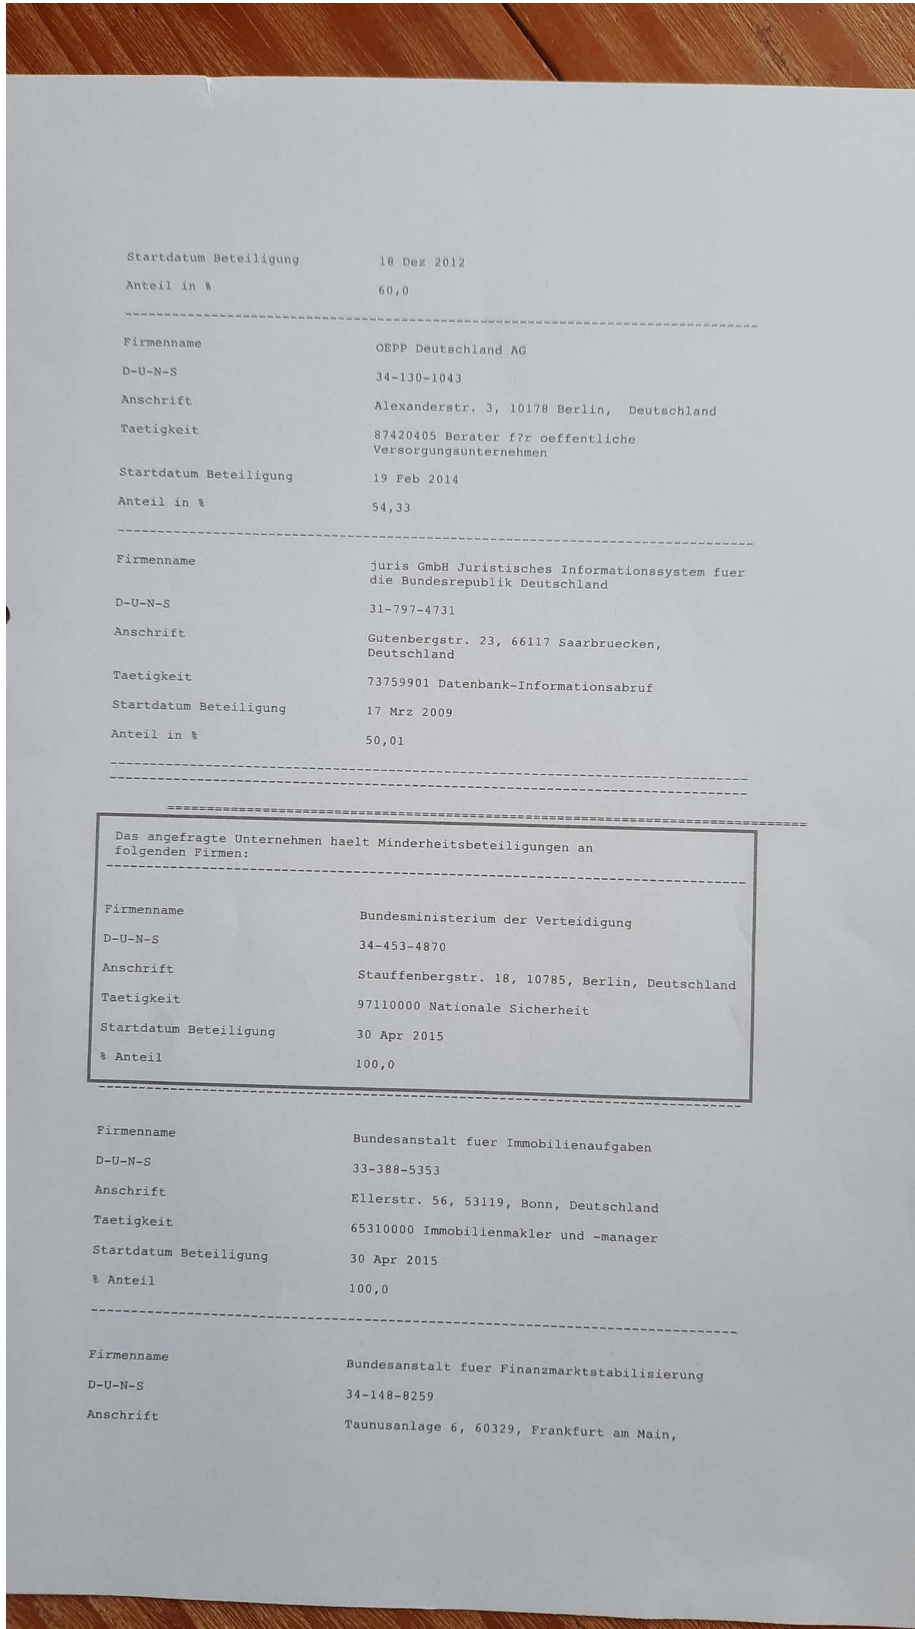 Startdatum Beteiligung 18 Dez 2012
Anteil in % 60,0
Firmenname OEPP Deutschland AG
D-U-N-S 34-130-1043
Anschrift Alexanderstr. 3, 10178 Berlin, Deutschland
Taetigkeit 87420405 Berater f?r oeffentliche
Versorgungsunternehmen
Startdatum Beteiligung 19 Feb 2014
Anteil in % 54,33
Firmenname juris GmbH Juristisches Informationssystem fuer
die Bundesrepublik Deutschland
D-U-N-S 31-797-4731
Anschrift Gutenbergstr. 23, 66117 Saarbruecken,
Deutschland
Taetigkeit 73759901 Datenbank-Informationsabruf
Startdatum Beteiligung 17 Mrz 2009
Anteil in % 50,01
Das angefragte Unternehmen haelt Minderheitsbeteiligungen an
folgenden Firmen:
Firmenname Bundesministerium der Verteidigung
D-U-N-S 34-453-4870
Anschrift Stauffenbergstr. 18, 10785, Berlin, Deutschland
Taetigkeit 97110000 Nationale Sicherheit
Startdatum Beteiligung 30 Apr 2015
% Anteil 100,0
Firmenname Bundesanstalt fuer Immobilienaufgaben
D-U-N-S 33-388-5353
Anschrift Ellerstr. 56, 53119, Bonn, Deutschland
Taetigkeit 65310000 Immobilienmakler und -manager
Startdatum Beteiligung 30 Apr 2015
% Anteil 100,0
Firmenname Bundesanstalt fuer Finanzmarktstabilisierung
D-U-N-S 34-148-8259
Anschrift Taunusanlage 6, 60329, Frankfurt am Main,